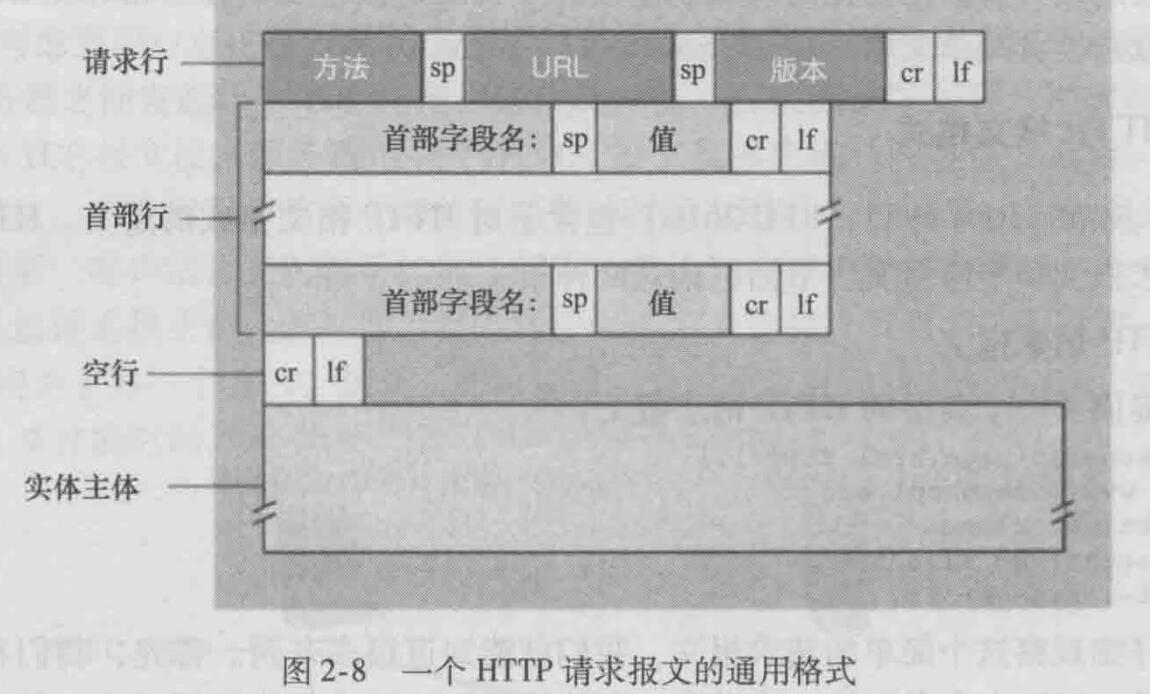 请求行 方法 sp URL sp 版本 cr lf
首部字段名: sp 值 cr lf
首部行
首部字段名: sp 值 cr lf
空行 cr lf
实体主体
图 2-8 一个 HTTP 请求报文的通用格式